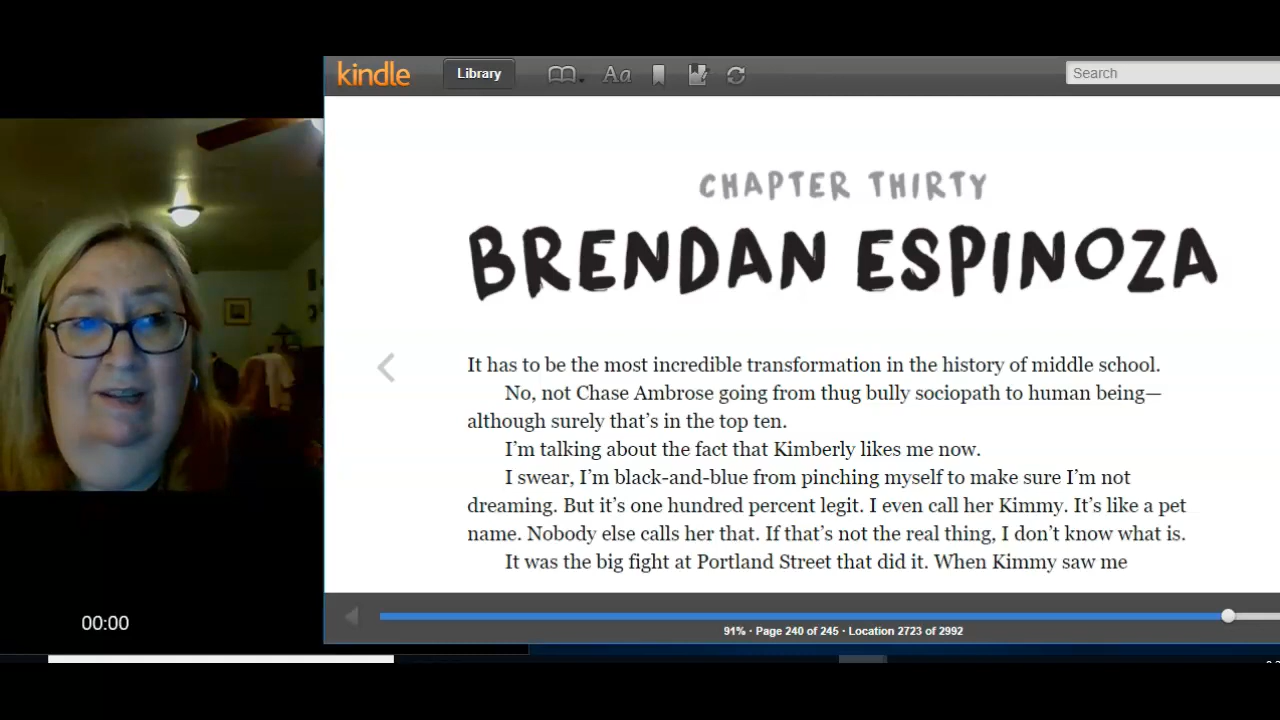 kindle
Library
Aa
Search
CHAPTER THIRTY
BRENDAN ESPINOZA
It has to be the most incredible transformation in the history of middle school.
No, not Chase Ambrose going from thug bully sociopath to human being—
although surely that's in the top ten.
I'm talking about the fact that Kimberly likes me now.
I swear, I'm black-and-blue from pinching myself to make sure I'm not
dreaming. But it's one hundred percent legit. I even call her Kimmy. It's like a pet
name. Nobody else calls her that. If that's not the real thing, I don't know what is.
It was the big fight at Portland Street that did it. When Kimmy saw me
00:00
91% · Page 240 of 245 · Location 2723 of 2992